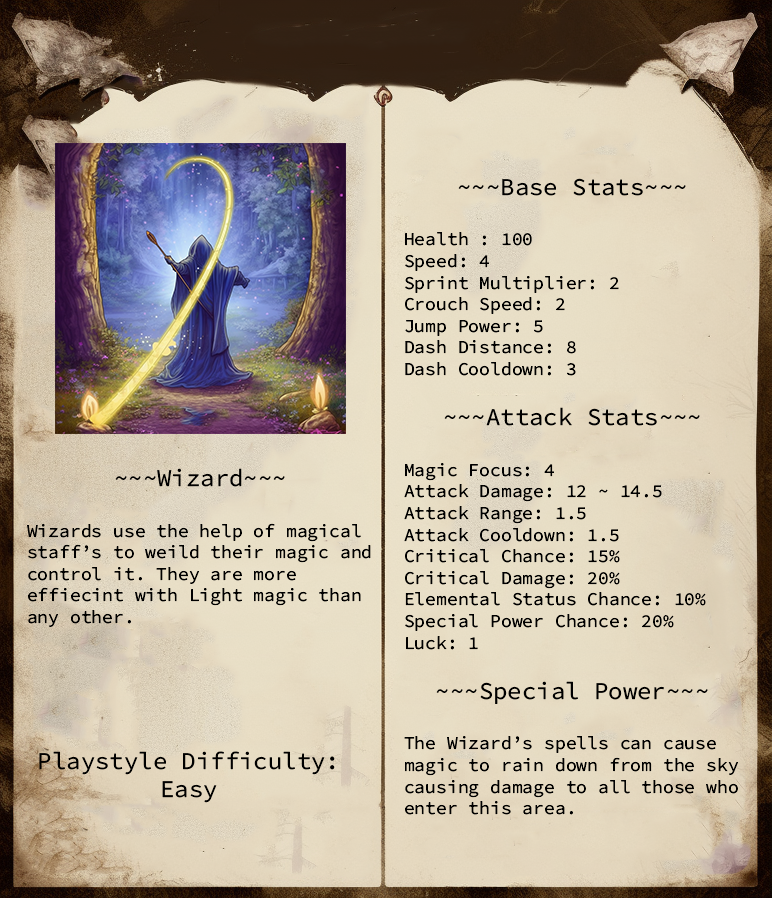 ~~~Wizard~~~
Wizards use the help of magical
staff’s to weild their magic and
control it. They are more
effiecint with Light magic than
any other.
Playstyle Difficulty:
Easy
~~~Base Stats~~~
Health : 100
Speed: 4
Sprint Multiplier: 2
Crouch Speed: 2
Jump Power: 5
Dash Distance: 8
Dash Cooldown: 3
~~~Attack Stats~~~
Magic Focus: 4
Attack Damage: 12 ~ 14.5
Attack Range: 1.5
Attack Cooldown: 1.5
Critical Chance: 15%
Critical Damage: 20%
Elemental Status Chance: 10%
Special Power Chance: 20%
Luck: 1
~~~Special Power~~~
The Wizard’s spells can cause
magic to rain down from the sky
causing damage to all those who
enter this area.